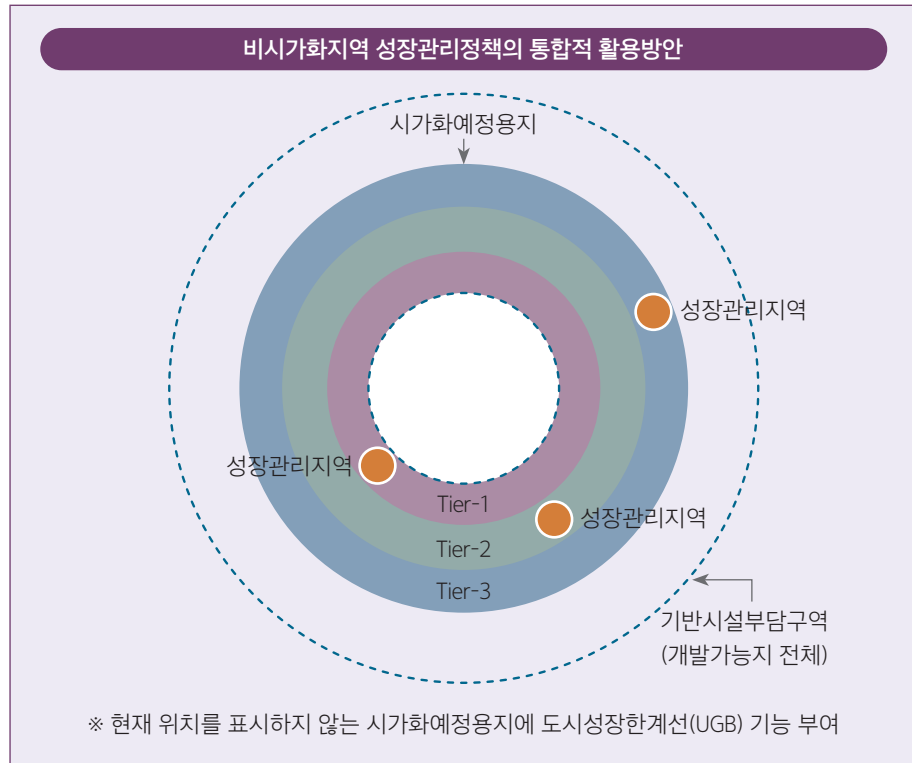 비시가화지역 성장관리정책의 통합적 활용방안
시가화예정용지
성장관리지역
성장관리지역
Tier-1
성장관리지역
Tier-2
Tier-3
기반시설부담구역
(개발가능지 전체)
※ 현재 위치를 표시하지 않는 시가화예정용지에 도시성장한계선(UGB) 기능 부여